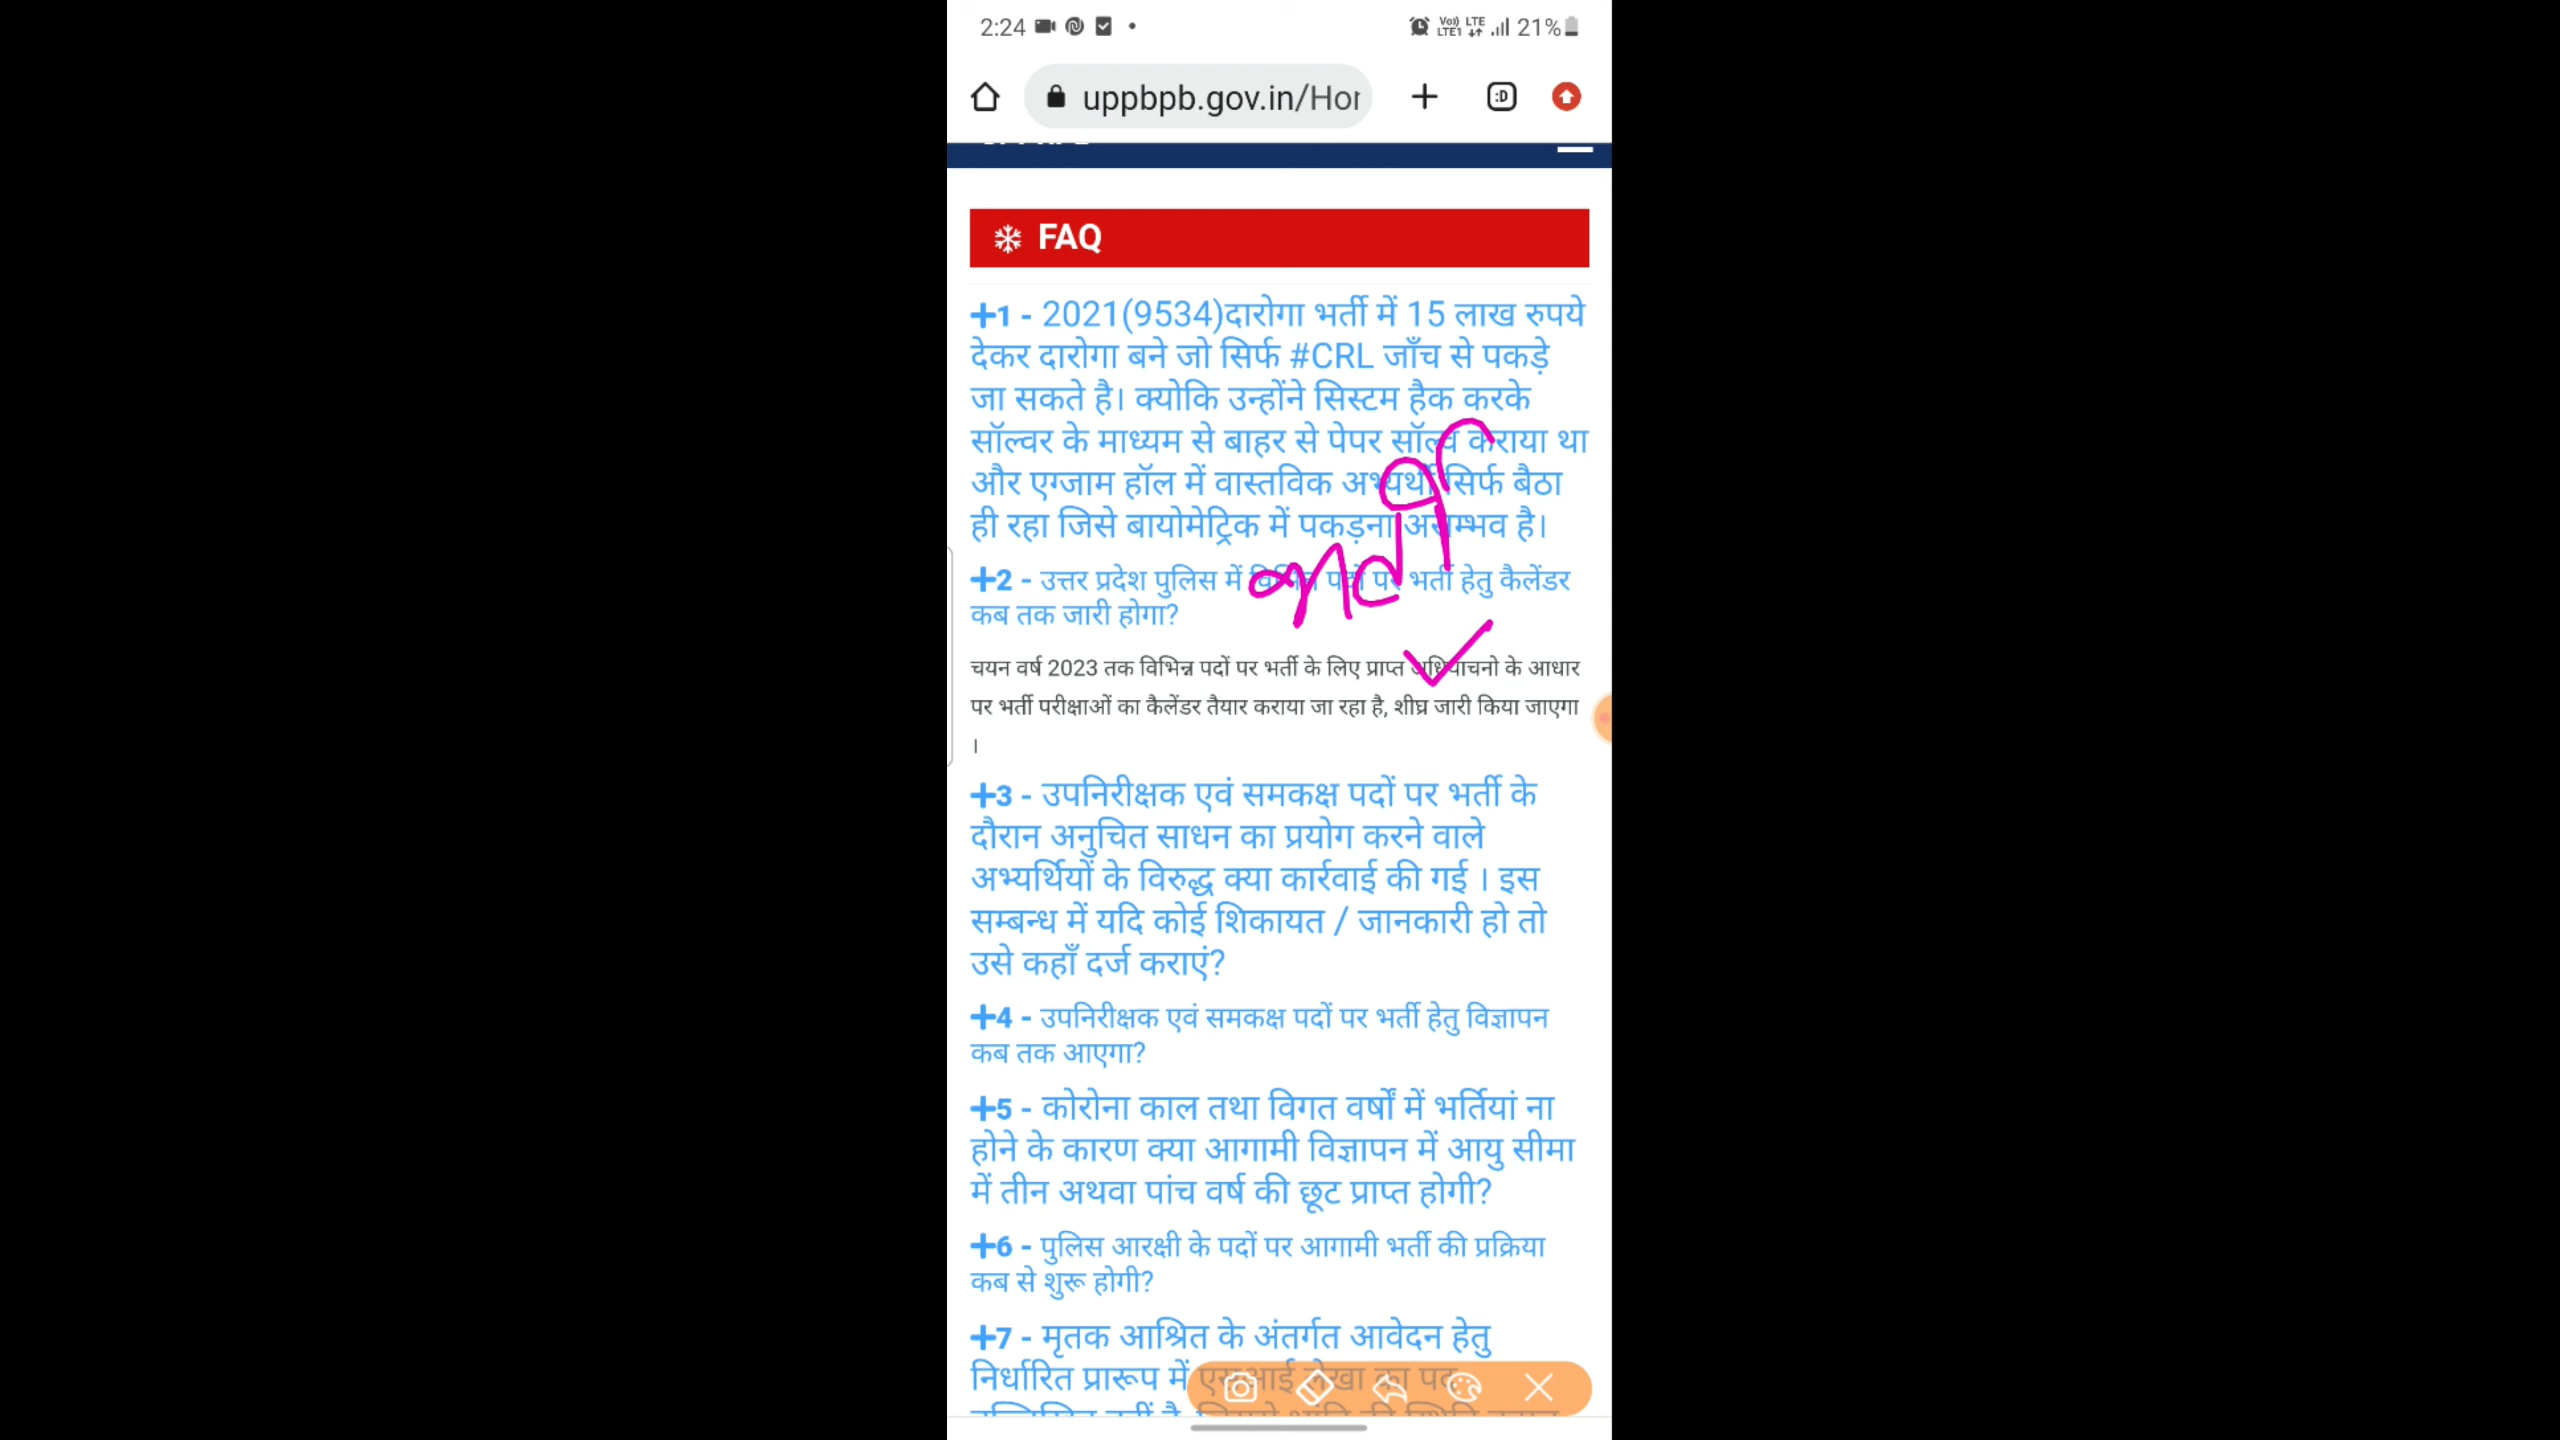 2:24
Vo) LTE
LTE1
21%
uppbpb.gov.in/Hor
:D
FAQ
+1 - 2021(9534)दारोगा भर्ती में 15 लाख रुपये
देकर दारोगा बने जो सिर्फ #CRL जाँच से पकड़े
जा सकते है। क्योकि उन्होंने सिस्टम हैक करके
सॉल्वर के माध्यम से बाहर से पेपर सॉल्व कराया था
और एग्जाम हॉल में वास्तविक अभ्यर्थी सिर्फ बैठा
ही रहा जिसे बायोमेट्रिक में पकड़ना असम्भव है।
+2 - उत्तर प्रदेश पुलिस में विभिन्न पदों पर भर्ती हेतु कैलेंडर
कब तक जारी होगा?
चयन वर्ष 2023 तक विभिन्न पदों पर भर्ती के लिए प्राप्त अधियाचनो के आधार
पर भर्ती परीक्षाओं का कैलेंडर तैयार कराया जा रहा है, शीघ्र जारी किया जाएगा
।
+3 - उपनिरीक्षक एवं समकक्ष पदों पर भर्ती के
दौरान अनुचित साधन का प्रयोग करने वाले
अभ्यर्थियों के विरुद्ध क्या कार्रवाई की गई । इस
सम्बन्ध में यदि कोई शिकायत / जानकारी हो तो
उसे कहाँ दर्ज कराएं?
+4 - उपनिरीक्षक एवं समकक्ष पदों पर भर्ती हेतु विज्ञापन
कब तक आएगा?
+5 - कोरोना काल तथा विगत वर्षों में भर्तियां ना
होने के कारण क्या आगामी विज्ञापन में आयु सीमा
में तीन अथवा पांच वर्ष की छूट प्राप्त होगी?
+6 - पुलिस आरक्षी के पदों पर आगामी भर्ती की प्रक्रिया
कब से शुरू होगी?
+7 - मृतक आश्रित के अंतर्गत आवेदन हेतु
निर्धारित प्रारूप में एसआई लेखा का पद